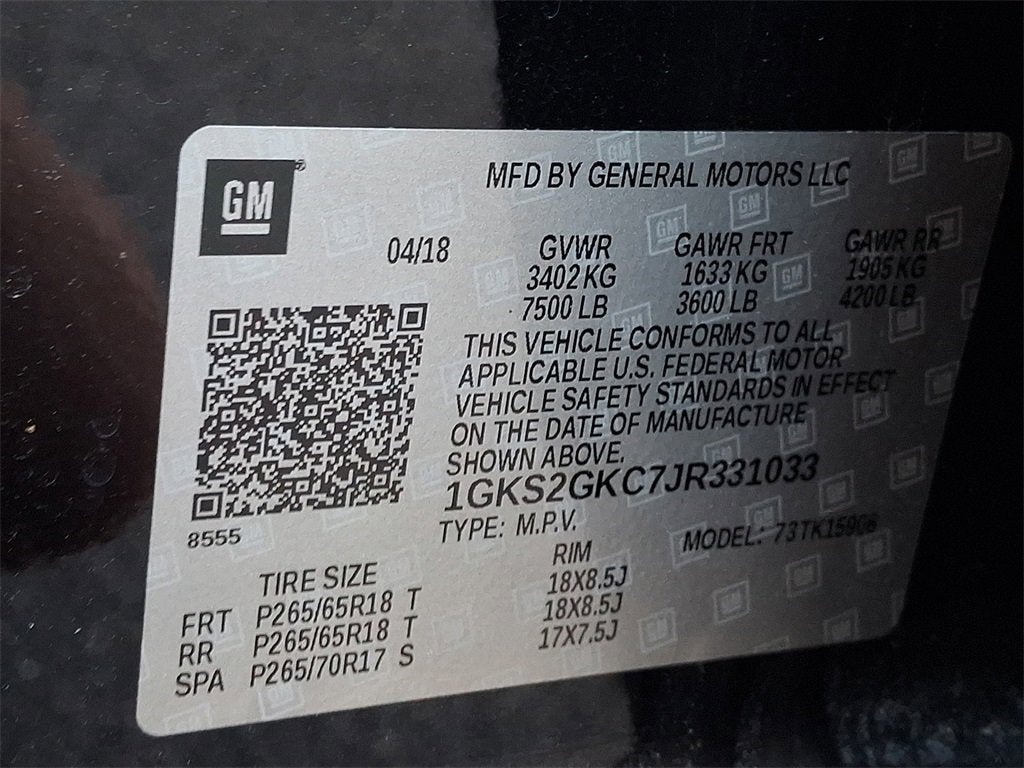 GM
MFD BY GENERAL MOTORS LLC
04/18 GVWR GAWR FRT GAWR RR
3402 KG 1633 KG 1905 KG
7500 LB 3600 LB 4200 LB
THIS VEHICLE CONFORMS TO ALL
APPLICABLE U.S. FEDERAL MOTOR
VEHICLE SAFETY STANDARDS IN EFFECT
ON THE DATE OF MANUFACTURE
SHOWN ABOVE.
1GKS2GKC7JR331033
8555
TYPE: M.P.V. MODEL: 73TK15906
TIRE SIZE RIM
FRT P265/65R18 T 18X8.5J
RR P265/65R18 T 18X8.5J
SPA P265/70R17 S 17X7.5J